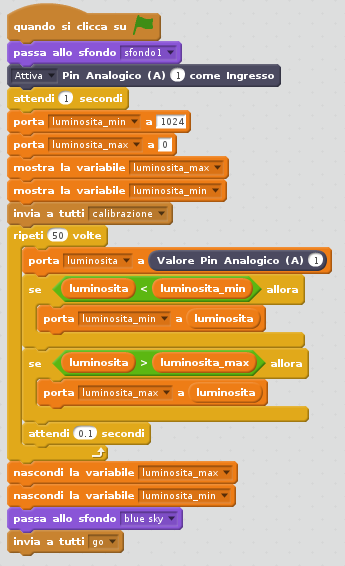 quando si clicca su
passa allo sfondo sfondo1
Attiva Pin Analogico (A) 1 come Ingresso
attendi 1 secondi
porta luminosita_min a 1024
porta luminosita_max a 0
mostra la variabile luminosita_max
mostra la variabile luminosita_min
invia a tutti calibrazione
ripeti 50 volte
porta luminosita a Valore Pin Analogico (A) 1
se luminosita < luminosita_min allora
porta luminosita_min a luminosita
se luminosita > luminosita_max allora
porta luminosita_max a luminosita
attendi 0.1 secondi
nascondi la variabile luminosita_max
nascondi la variabile luminosita_min
passa allo sfondo blue sky
invia a tutti go